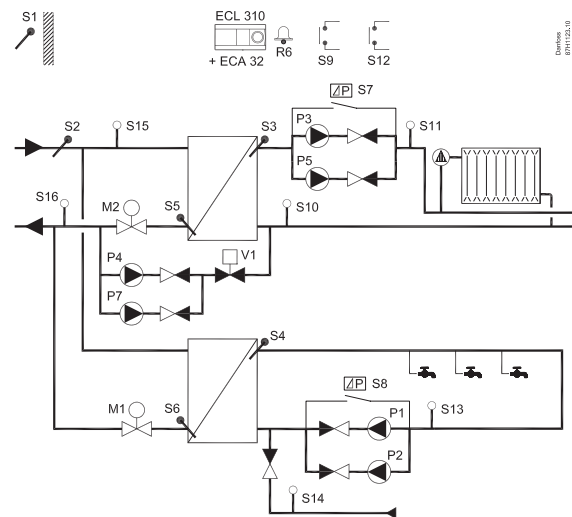 S1
ECL 310
+ ECA 32
R6
S9
S12
Danfoss
87H1123.10
S2
S15
S3
P3
P5
S7
S11
S16
M2
S5
S10
P4
P7
V1
S4
S8
M1
S6
P1
P2
S13
S14
P
P